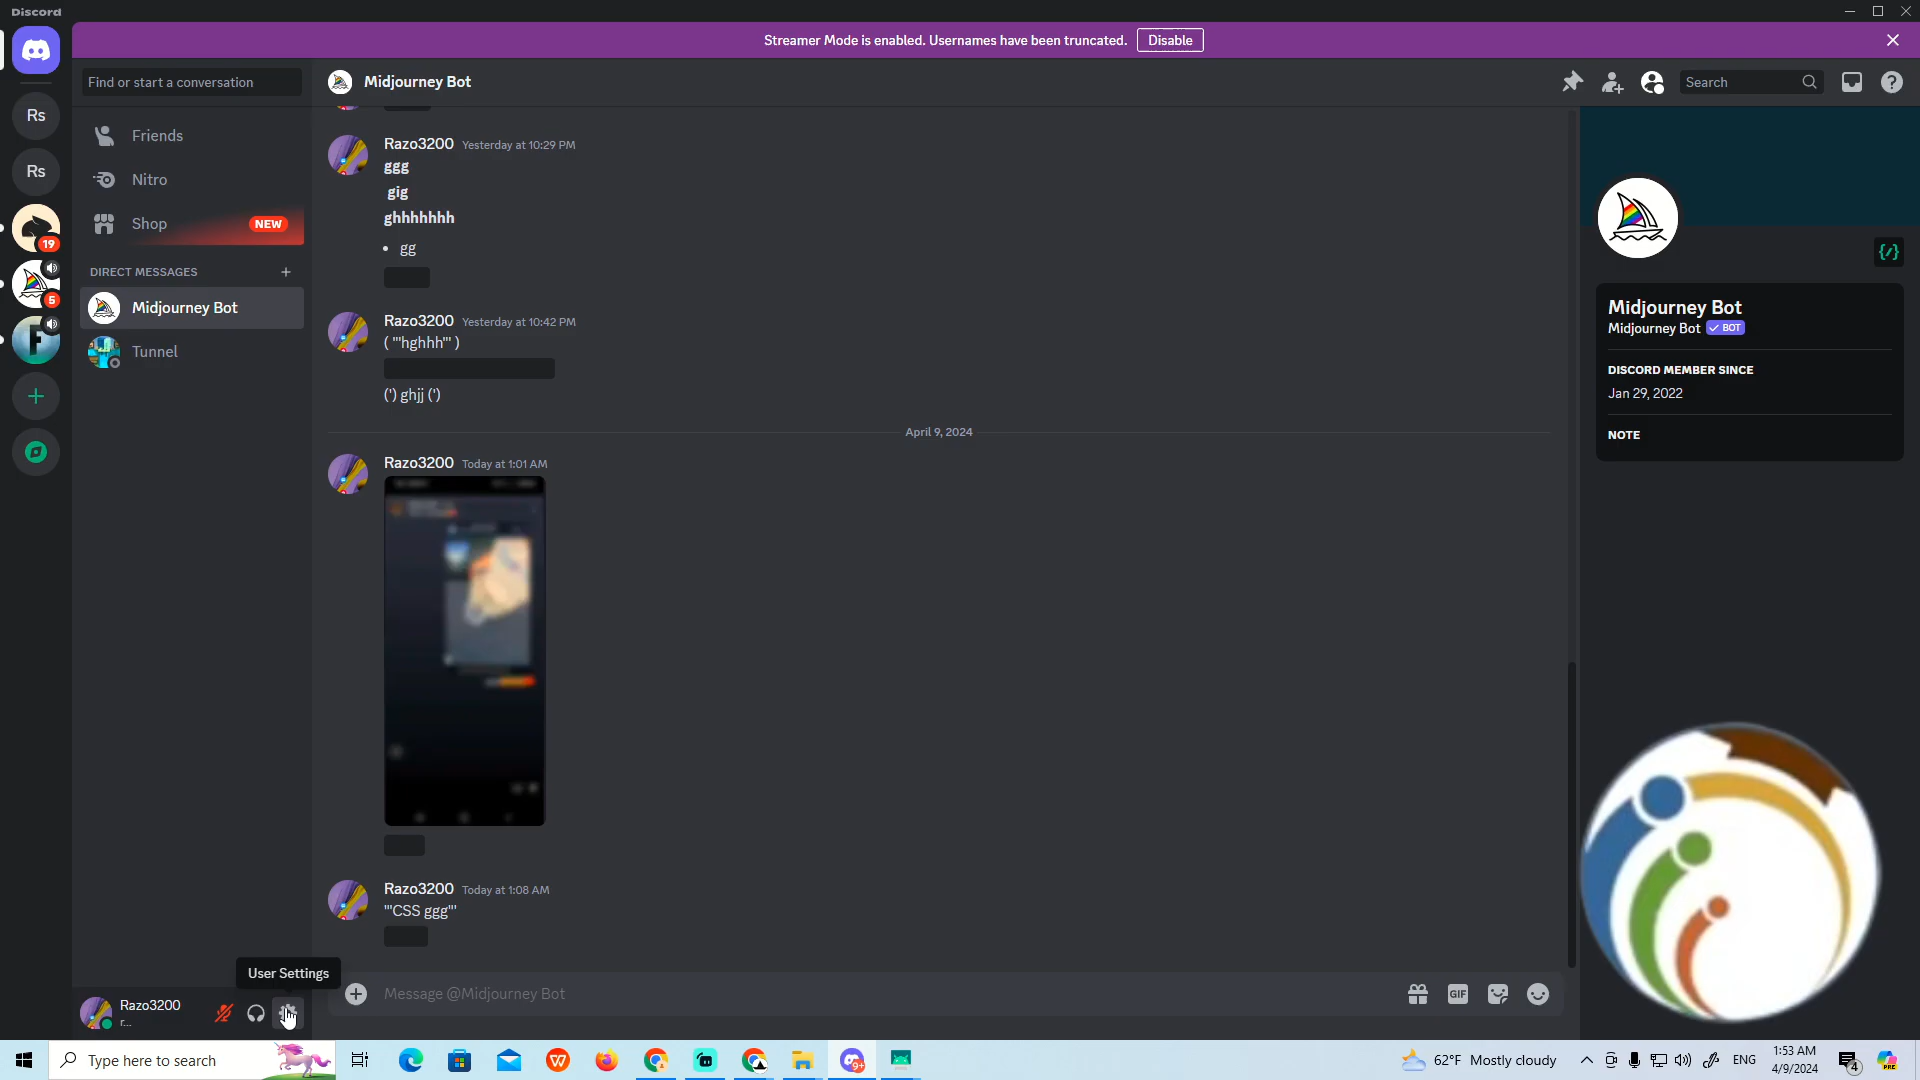 Discord
Streamer Mode is enabled. Usernames have been truncated.
Disable
Find or start a conversation
Midjourney Bot
Search
Rs
Friends
Razo3200 Yesterday at 10:29 PM
ggg
gig
ghhhhhhh
• gg
Rs
Nitro
Shop
NEW
19
DIRECT MESSAGES
Midjourney Bot
5
F
Tunnel
Razo3200 Yesterday at 10:42 PM
( "'hghhh"' )
(') ghjj (')
April 9, 2024
Razo3200 Today at 1:01 AM
Razo3200 Today at 1:08 AM
"'CSS ggg"'
Midjourney Bot
Midjourney Bot BOT
DISCORD MEMBER SINCE
Jan 29, 2022
NOTE
User Settings
Razo3200
r...
Message @Midjourney Bot
GIF
Type here to search
9+
62°F Mostly cloudy
ENG
1:53 AM
4/9/2024
4
PRE